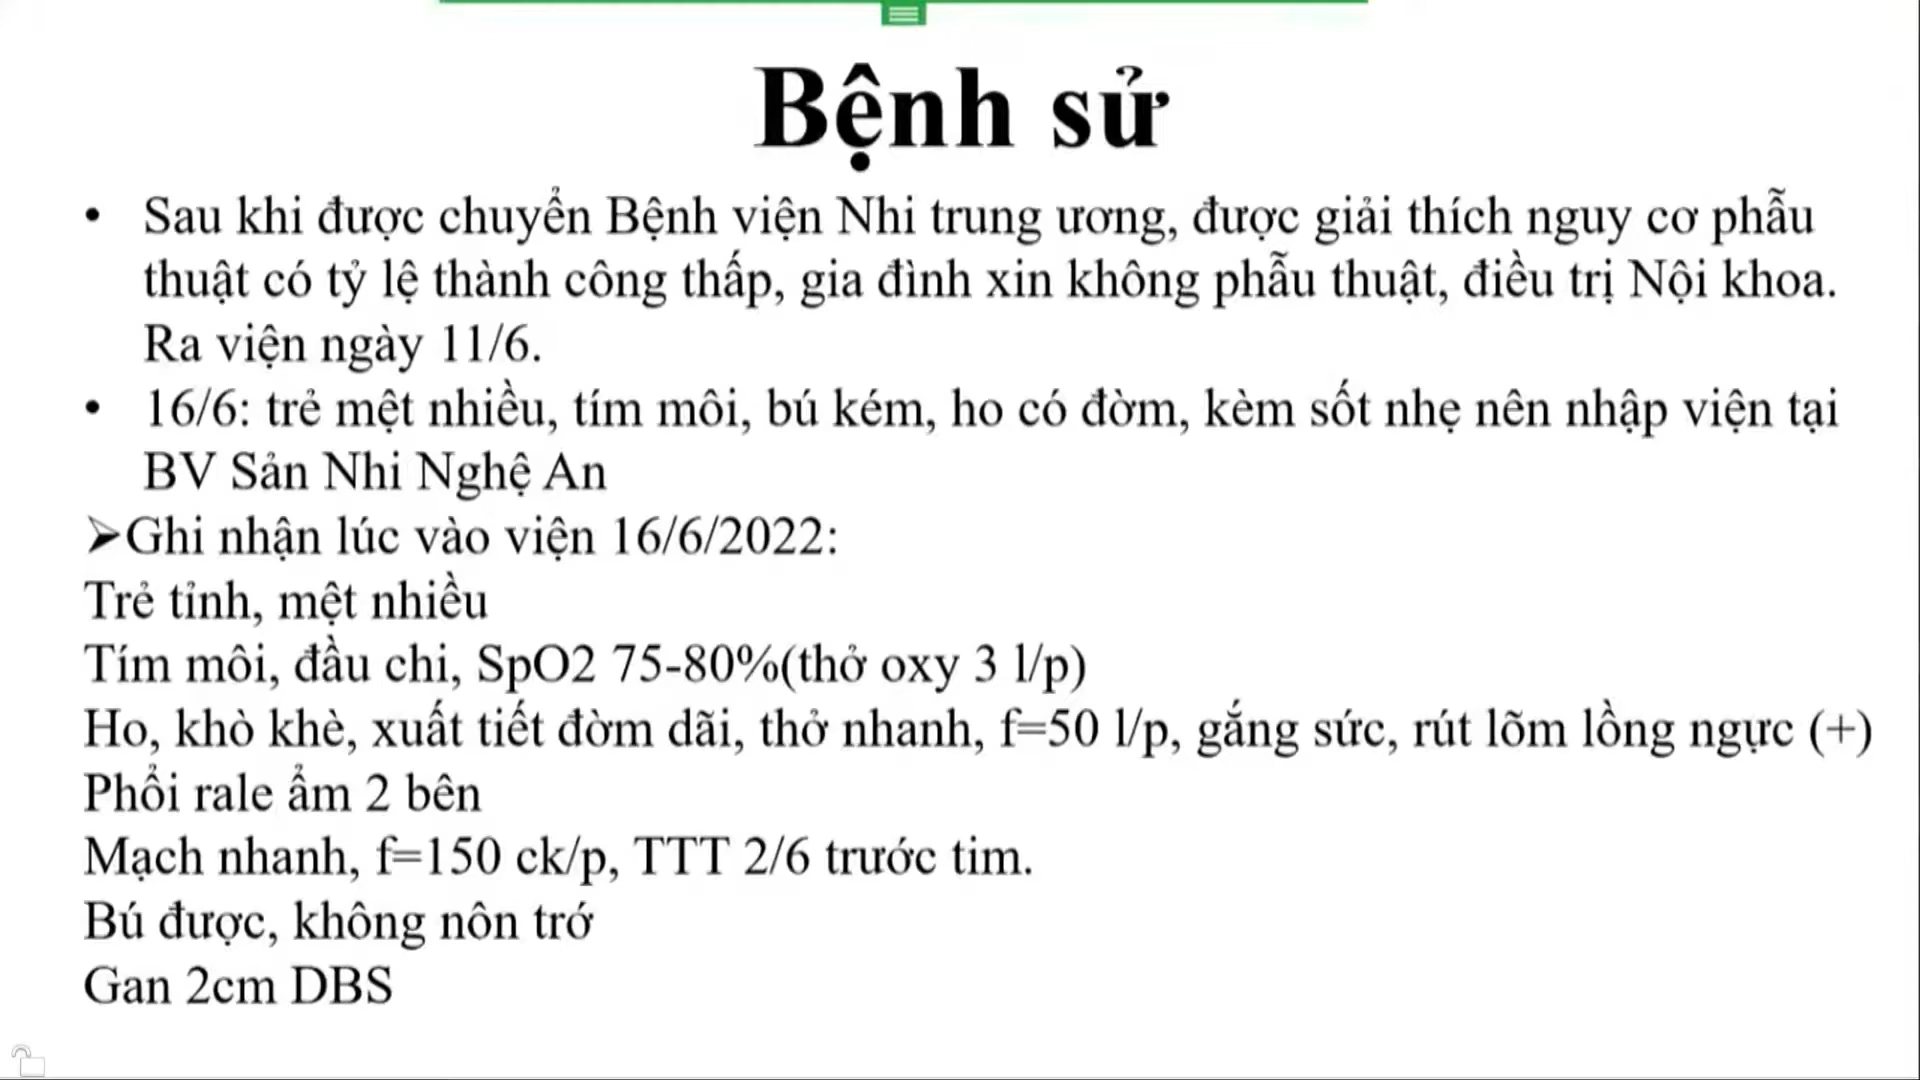 Bệnh sử
• Sau khi được chuyển Bệnh viện Nhi trung ương, được giải thích nguy cơ phẫu
thuật có tỷ lệ thành công thấp, gia đình xin không phẫu thuật, điều trị Nội khoa.
Ra viện ngày 11/6.
• 16/6: trẻ mệt nhiều, tím môi, bú kém, ho có đờm, kèm sốt nhẹ nên nhập viện tại
BV Sản Nhi Nghệ An
➢Ghi nhận lúc vào viện 16/6/2022:
Trẻ tỉnh, mệt nhiều
Tím môi, đầu chi, SpO2 75-80%(thở oxy 3 l/p)
Ho, khò khè, xuất tiết đờm dãi, thở nhanh, f=50 l/p, gắng sức, rút lõm lồng ngực (+)
Phổi rale ẩm 2 bên
Mạch nhanh, f=150 ck/p, TTT 2/6 trước tim.
Bú được, không nôn trớ
Gan 2cm DBS